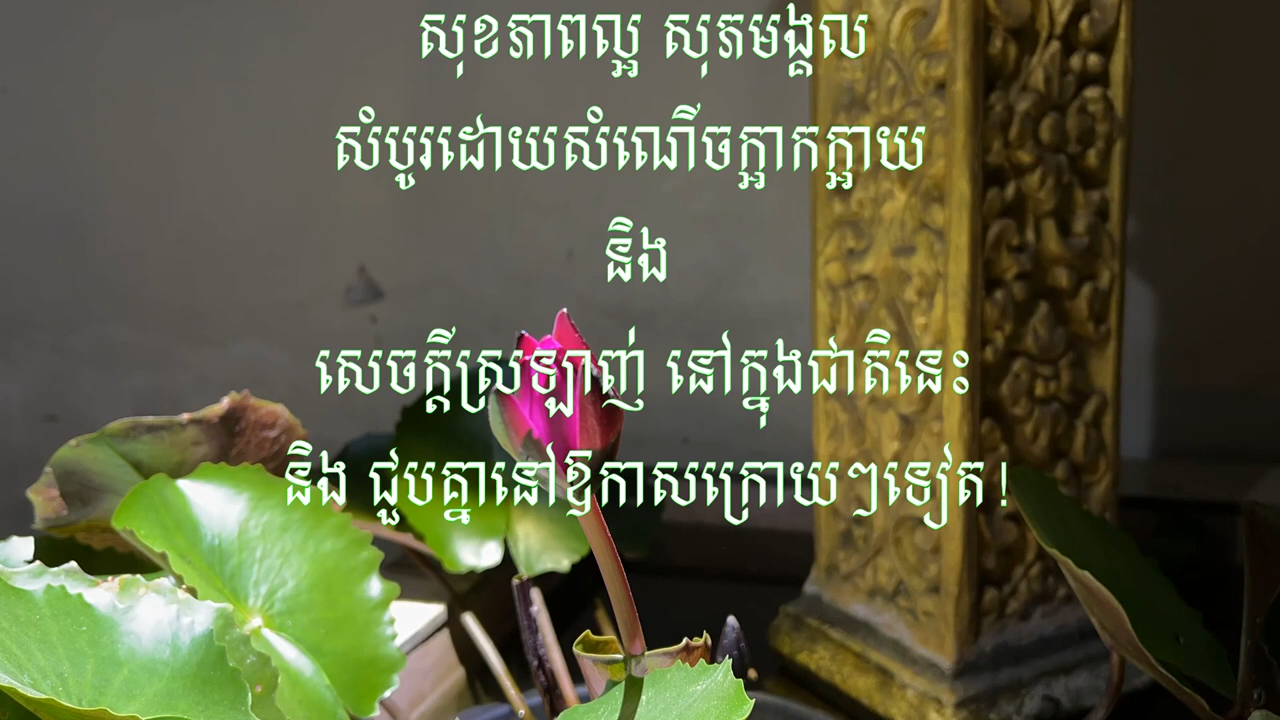 សុខភាពល្អ សុភមង្គល
សំបូរដោយសំណើចក្អាកក្អាយ
និង
សេចក្តីស្រឡាញ់ នៅក្នុងជាតិនេះ
និង ជួបគ្នានៅឱកាសក្រោយៗទៀត!